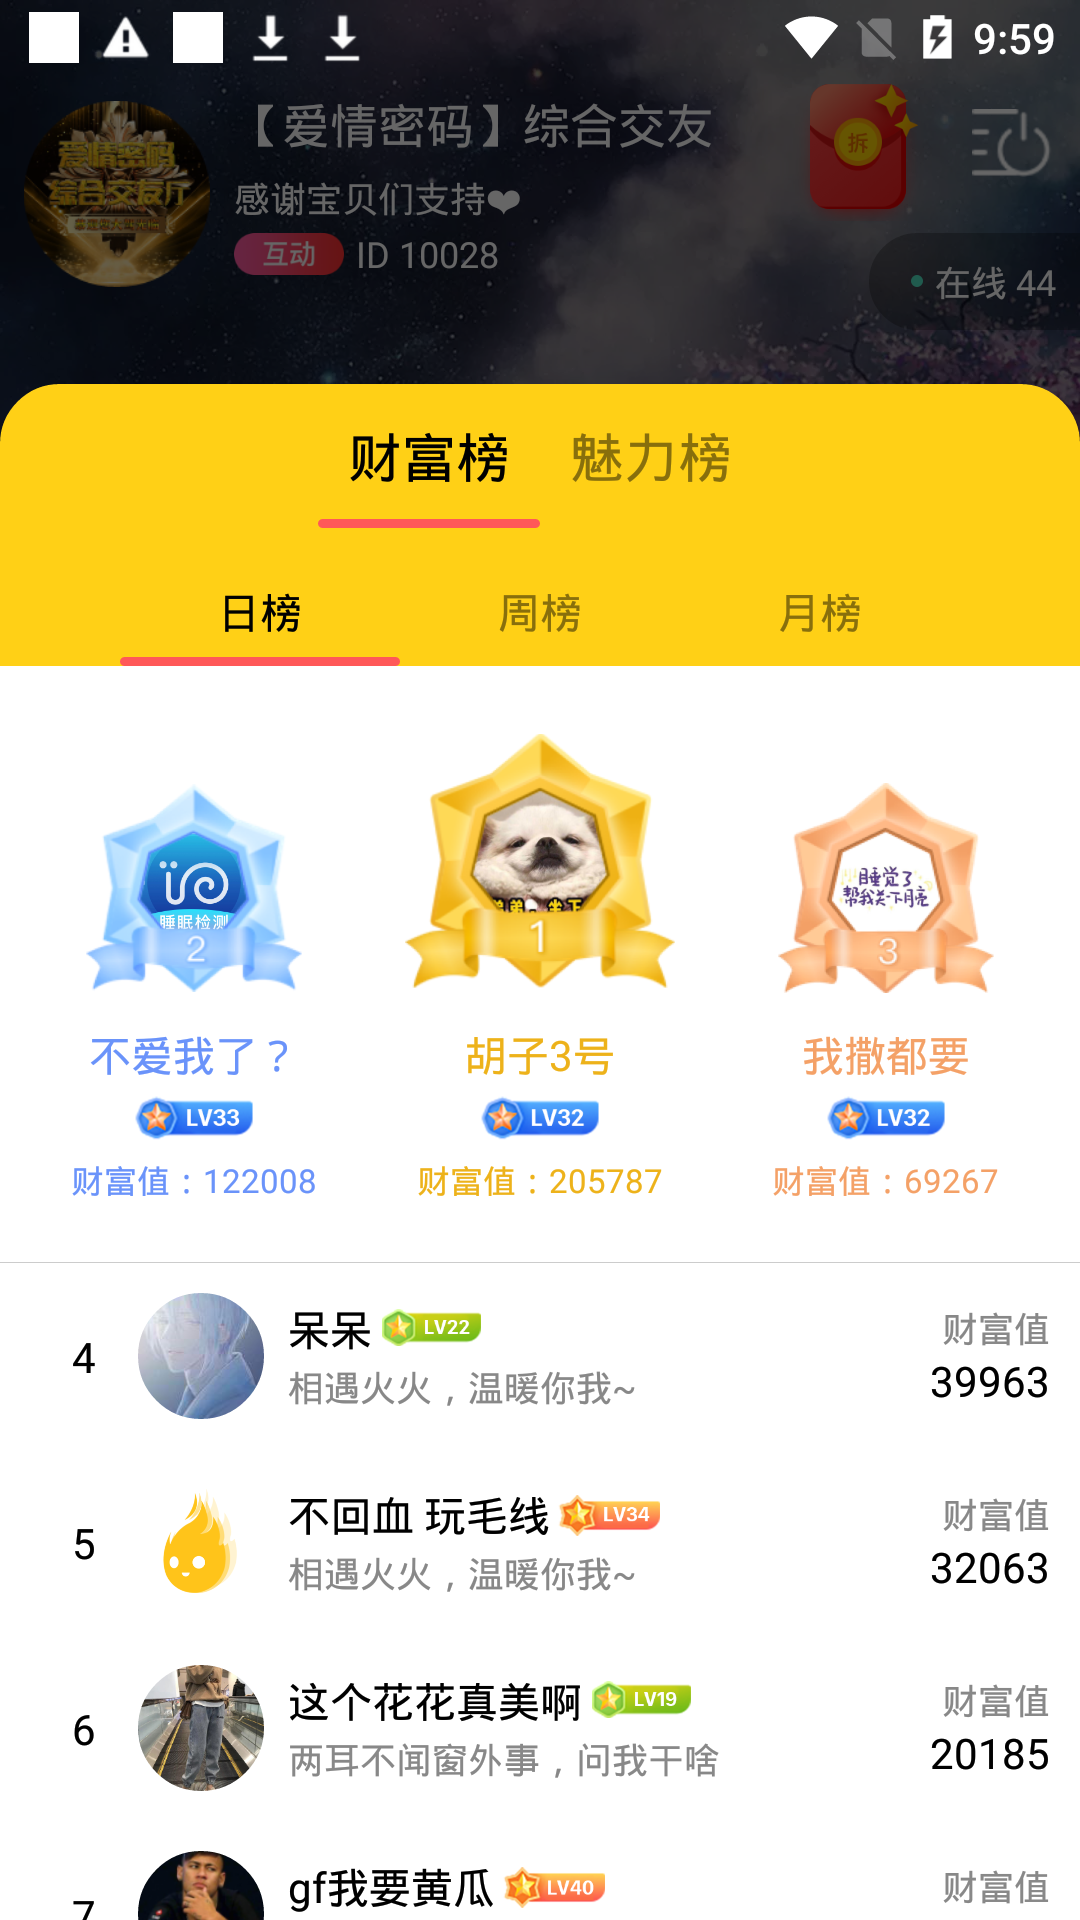 9:59
【爱情密码】综合交友
爱情密码
综合交友厅
感谢宝贝们支持❤
互动 ID 10028
拆
在线 44
财富榜 魅力榜
日榜 周榜 月榜
睡眠检测
睡觉了
帮我关一下月亮
2
1
3
不爱我了？ 胡子3号 我撒都要
LV33 LV32 LV32
财富值：122008 财富值：205787 财富值：69267
4 呆呆 LV22 财富值
相遇火火，温暖你我~ 39963
5 不回血 玩毛线 LV34 财富值
相遇火火，温暖你我~ 32063
6 这个花花真美啊 LV19 财富值
两耳不闻窗外事，问我干啥 20185
7 gf我要黄瓜 LV40 财富值